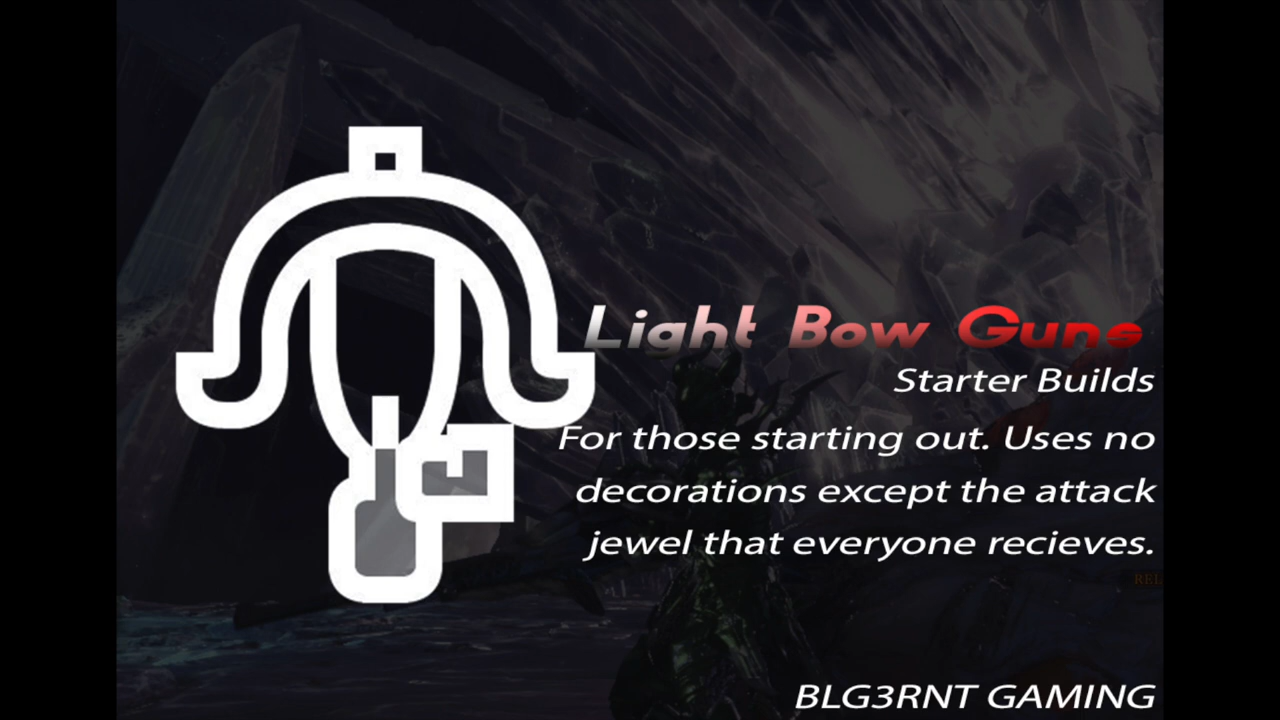 Light Bow Guns
Starter Builds
For those starting out. Uses no
decorations except the attack
jewel that everyone recieves.
REL
BLG3RNT GAMING